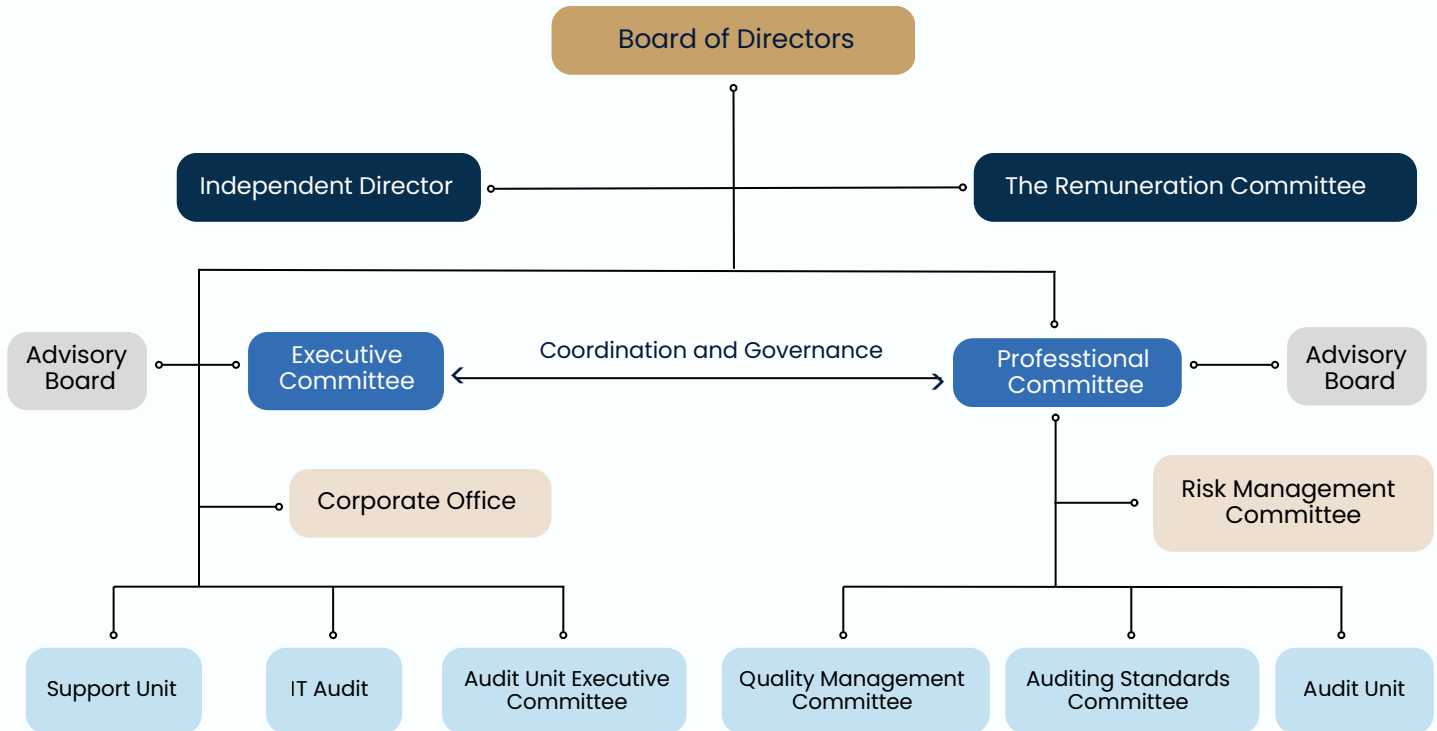 Board of Directors
Independent Director
The Remuneration Committee
Advisory
Board
Executive
Committee
Coordination and Governance
Professtional
Committee
Advisory
Board
Corporate Office
Risk Management
Committee
Support Unit
IT Audit
Audit Unit Executive
Committee
Quality Management
Committee
Auditing Standards
Committee
Audit Unit